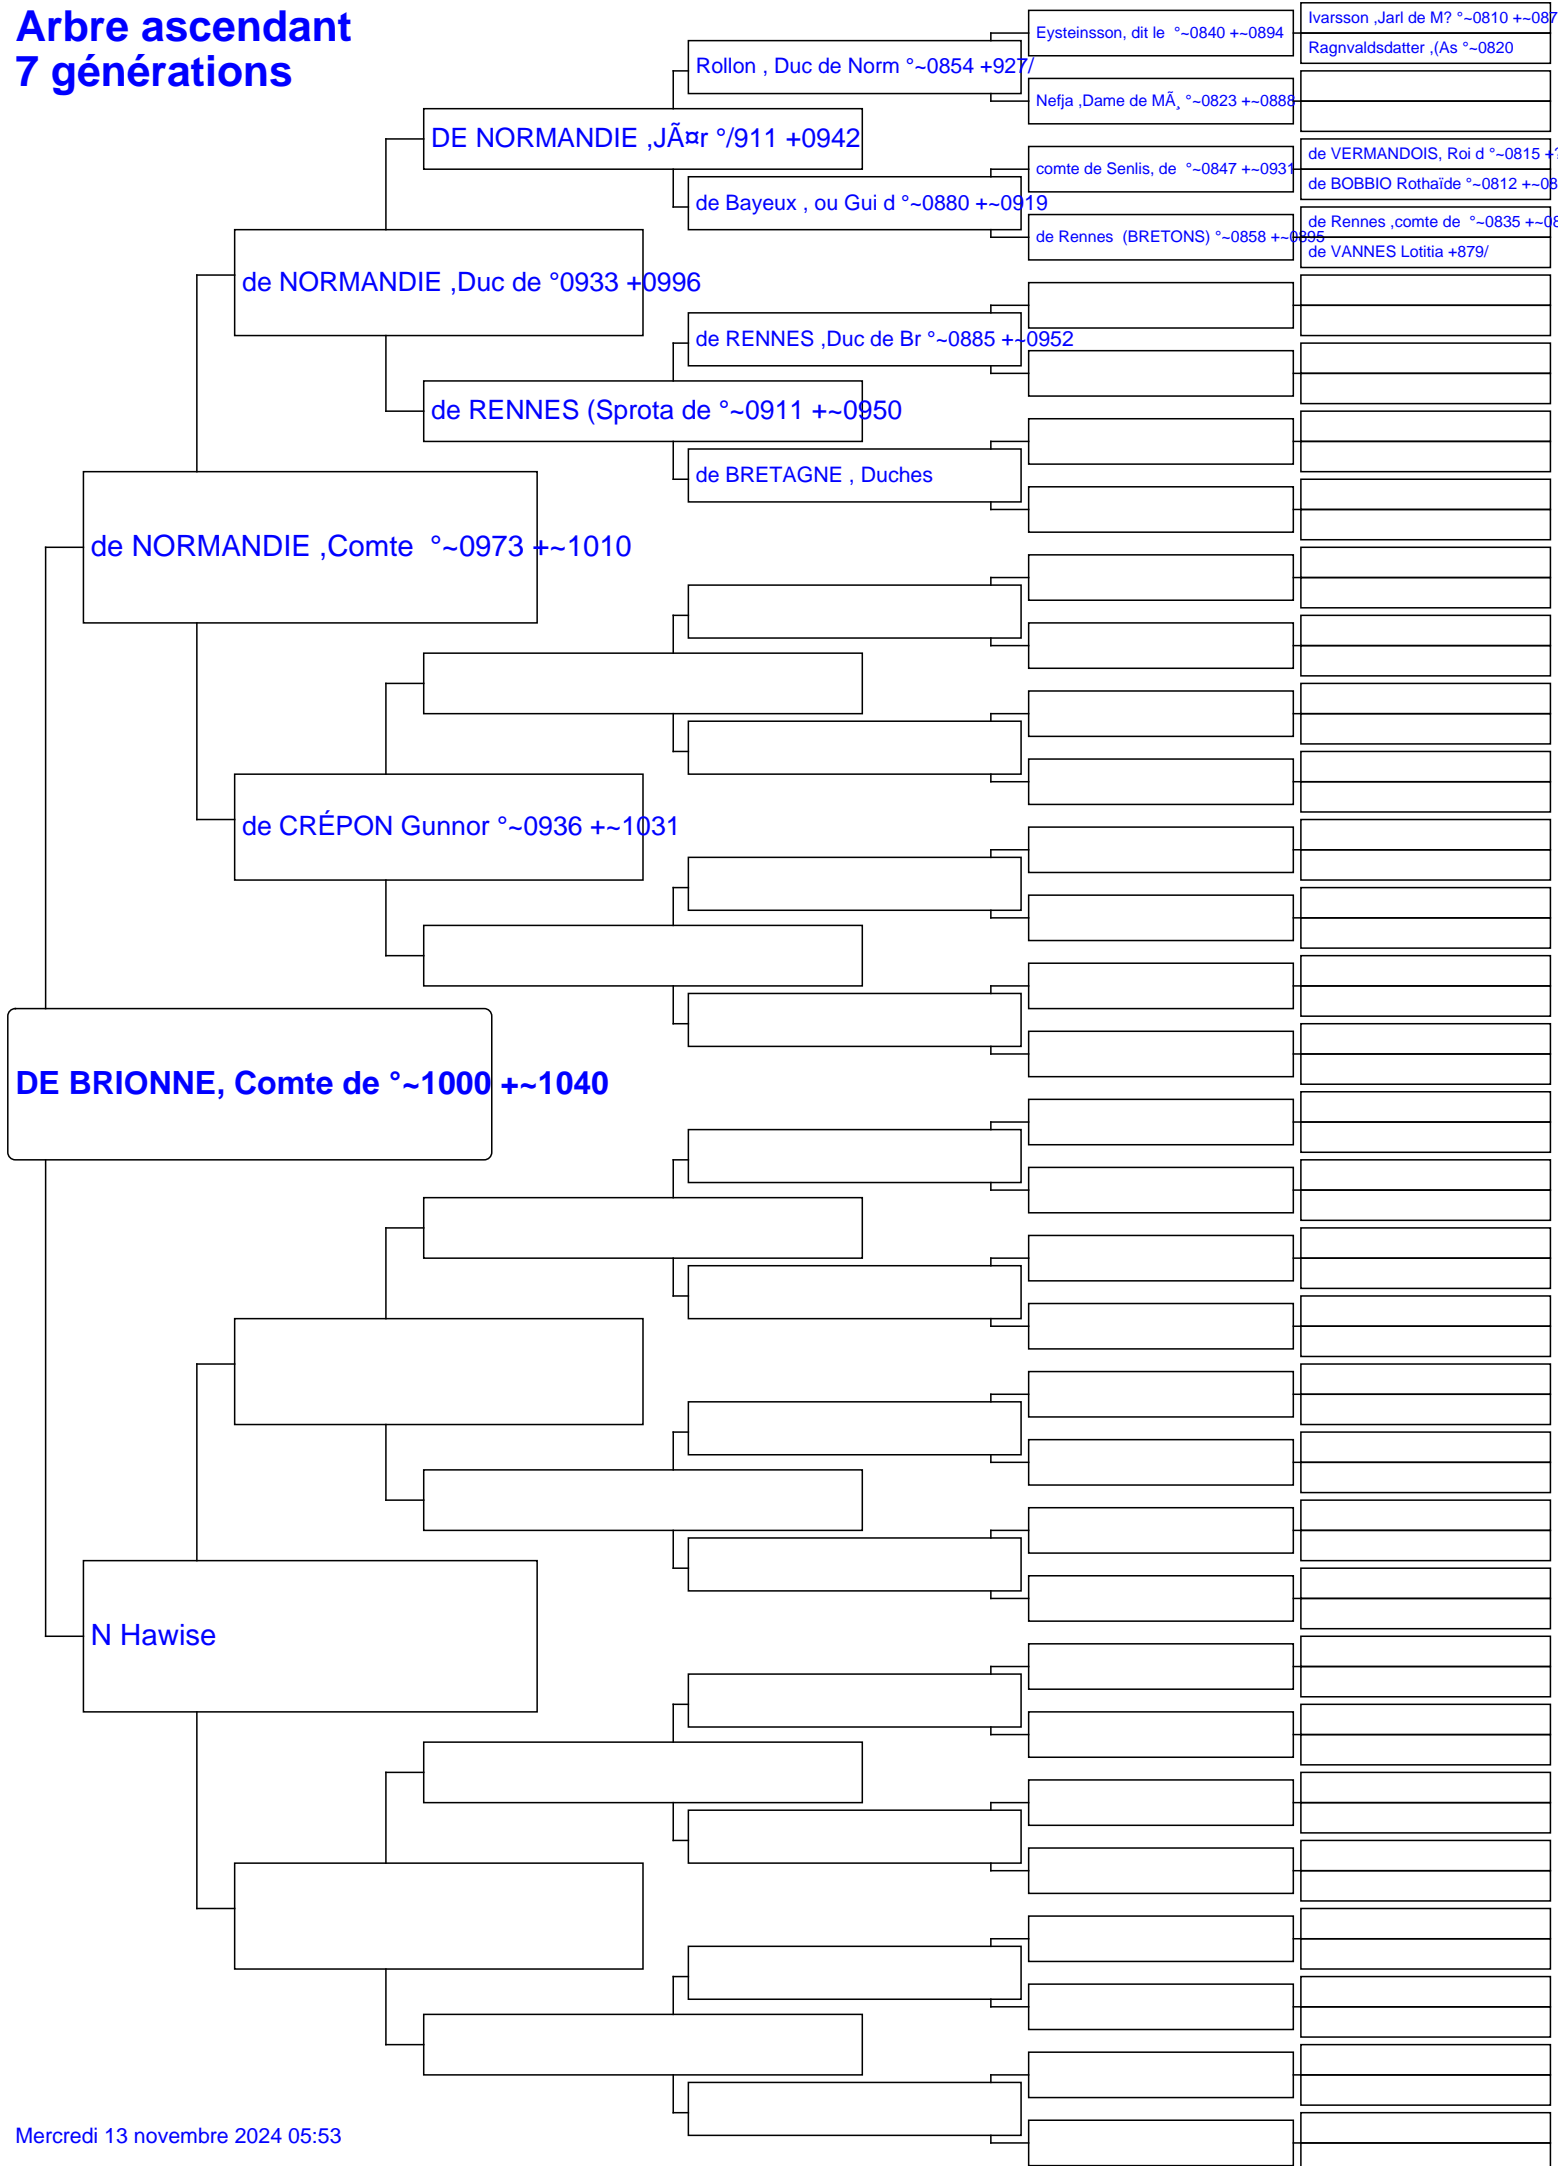 Arbre ascendant
7 générations
Ivarsson ,Jarl de M? °~0810 +~087
Eysteinsson, dit le °~0840 +~0894
Ragnvaldsdatter ,(As °~0820
Rollon , Duc de Norm °~0854 +927/
Nefja ,Dame de MÃ¸ °~0823 +~0888
DE NORMANDIE ,JÃ¤r °/911 +0942
de VERMANDOIS, Roi d °~0815 +?
comte de Senlis, de °~0847 +~0931
de BOBBIO Rothaïde °~0812 +~08
de Bayeux , ou Gui d °~0880 +~0919
de Rennes ,comte de °~0835 +~08
de Rennes (BRETONS) °~0858 +~0895
de VANNES Lotitia +879/
de NORMANDIE ,Duc de °0933 +0996
de RENNES ,Duc de Br °~0885 +~0952
de RENNES (Sprota de °~0911 +~0950
de BRETAGNE , Duches
de NORMANDIE ,Comte °~0973 +~1010
de CRÉPON Gunnor °~0936 +~1031
DE BRIONNE, Comte de °~1000 +~1040
N Hawise
Mercredi 13 novembre 2024 05:53